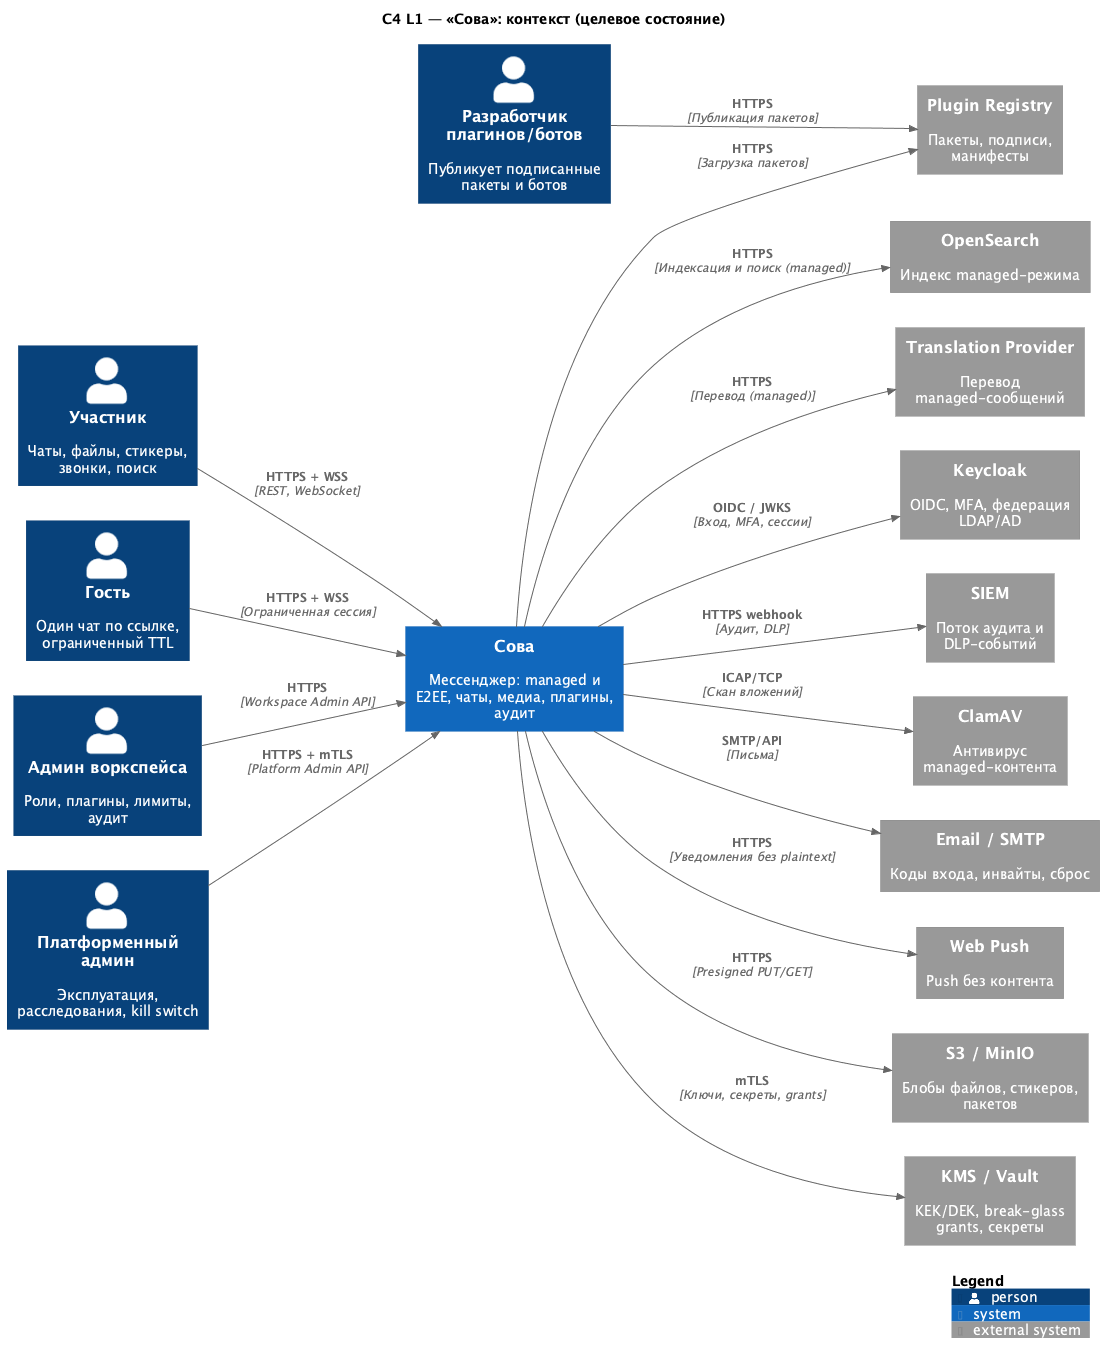 C4 L1 — «Сова»: контекст (целевое состояние)
Разработчик
плагинов/ботов
Публикует подписанные
пакеты и ботов
HTTPS
[Публикация пакетов]
HTTPS
[Загрузка пакетов]
Plugin Registry
Пакеты, подписи,
манифесты
HTTPS
[Индексация и поиск (managed)]
OpenSearch
Индекс managed-режима
HTTPS
[Перевод (managed)]
Translation Provider
Перевод
managed-сообщений
Участник
Чаты, файлы, стикеры,
звонки, поиск
HTTPS + WSS
[REST, WebSocket]
OIDC / JWKS
[Вход, MFA, сессии]
Keycloak
OIDC, MFA, федерация
LDAP/AD
Гость
Один чат по ссылке,
ограниченный TTL
HTTPS + WSS
[Ограниченная сессия]
HTTPS webhook
[Аудит, DLP]
SIEM
Поток аудита и
DLP-событий
Сова
Мессенджер: managed и
E2EE, чаты, медиа, плагины,
аудит
Админ воркспейса
Роли, плагины, лимиты,
аудит
HTTPS
[Workspace Admin API]
ICAP/TCP
[Скан вложений]
ClamAV
Антивирус
managed-контента
HTTPS + mTLS
[Platform Admin API]
SMTP/API
[Письма]
Email / SMTP
Коды входа, инвайты, сброс
Платформенный
админ
Эксплуатация,
расследования, kill switch
HTTPS
[Уведомления без plaintext]
Web Push
Push без контента
HTTPS
[Presigned PUT/GET]
S3 / MinIO
Блобы файлов, стикеров,
пакетов
mTLS
[Ключи, секреты, grants]
KMS / Vault
KEK/DEK, break-glass
grants, секреты
Legend
person
system
external system